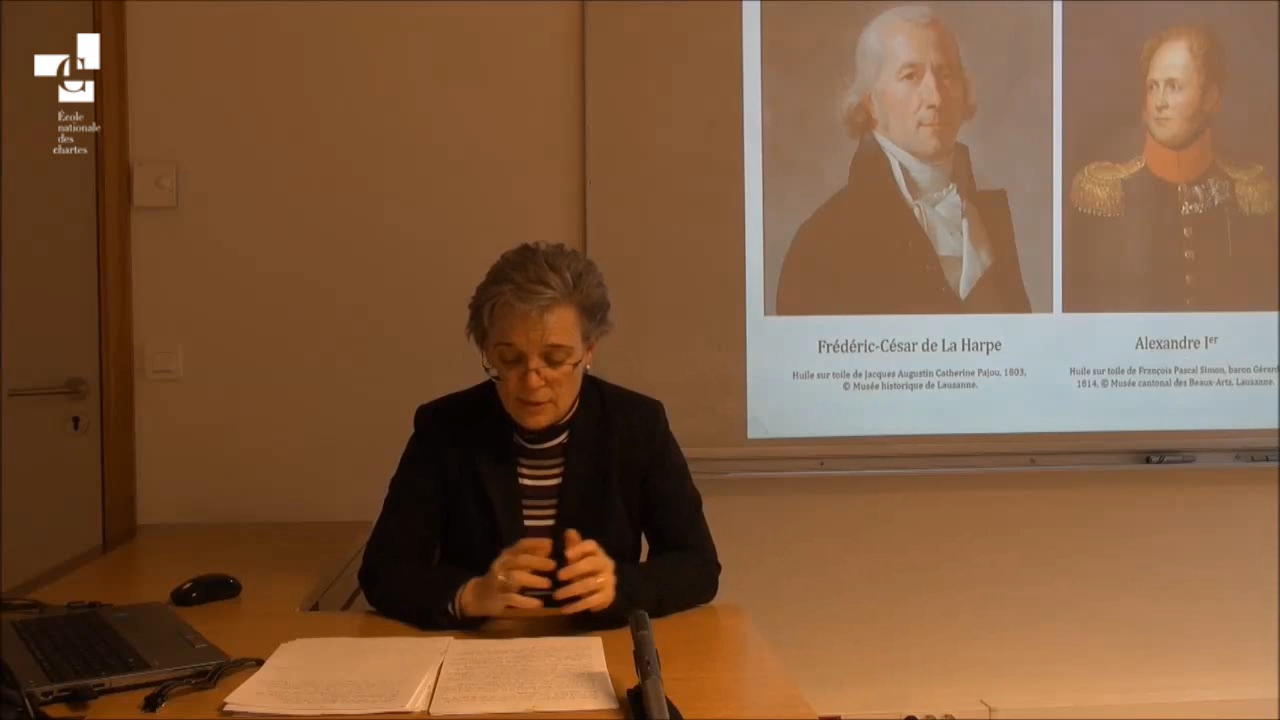 École
nationale
des
chartes
Frédéric-César de La Harpe
Huile sur toile de Jacques Augustin Catherine Pajou, 1803,
© Musée historique de Lausanne.
Alexandre Iᵉʳ
Huile sur toile de François Pascal Simon, baron Gérard
1814, © Musée cantonal des Beaux-Arts, Lausanne.